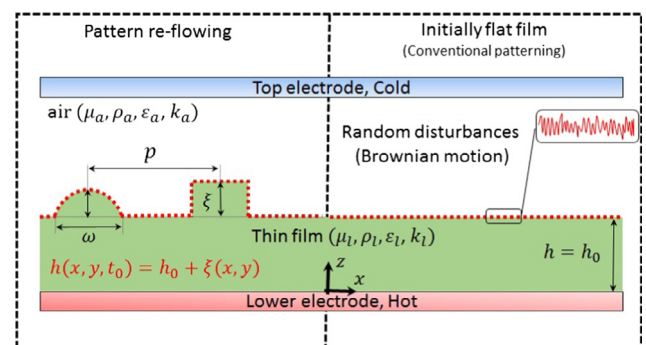 Pattern re-flowing
Initially flat film
(Conventional patterning)
Top electrode, Cold
air (μₐ, ρₐ, εₐ, kₐ)
Random disturbances
(Brownian motion)
p
ξ
ω
Thin film (μₗ, ρₗ, εₗ, kₗ)
h = h₀
h(x, y, t₀) = h₀ + ξ(x, y)
z
x
Lower electrode, Hot